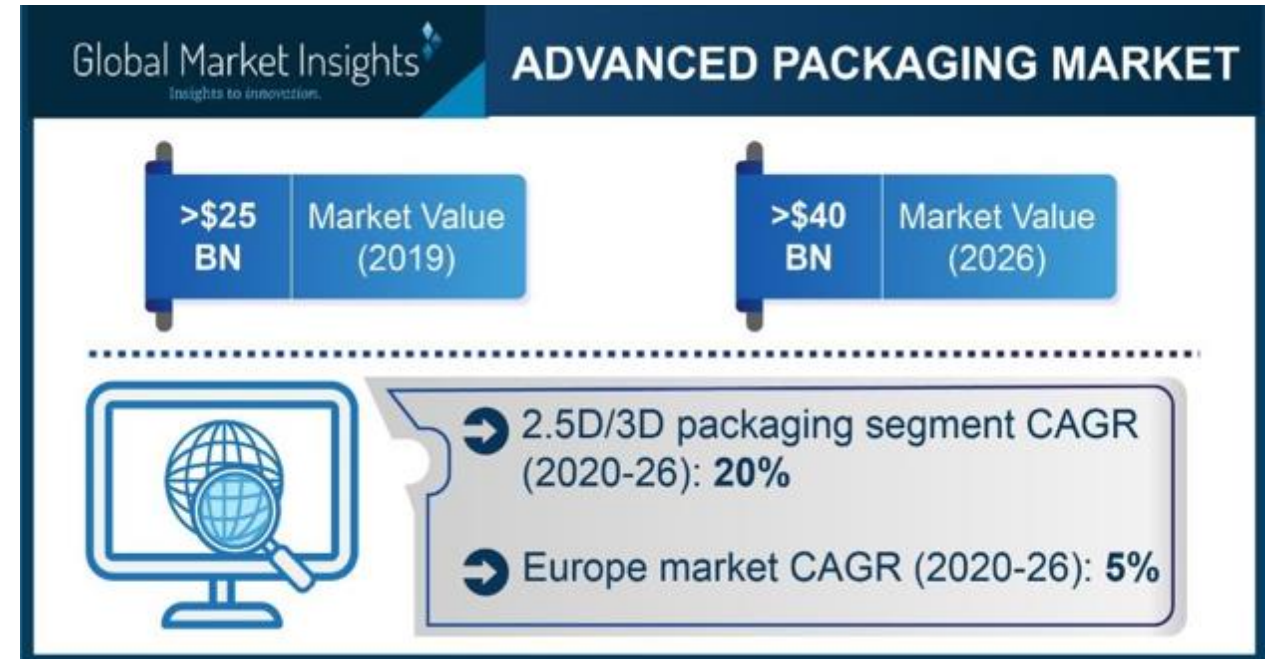 Global Market Insights
Insights to innovation.
ADVANCED PACKAGING MARKET
>$25
BN
Market Value
(2019)
>$40
BN
Market Value
(2026)
2.5D/3D packaging segment CAGR
(2020-26): 20%
Europe market CAGR (2020-26): 5%